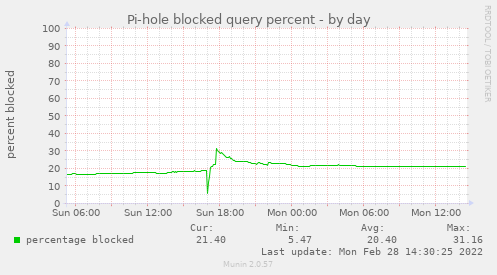 Pi-hole blocked query percent - by day
RRDTOOL / TOBI OETIKER
percent blocked
100
90
80
70
60
50
40
30
20
10
0
Sun 06:00 Sun 12:00 Sun 18:00 Mon 00:00 Mon 06:00 Mon 12:00
Cur: Min: Avg: Max:
percentage blocked 21.40 5.47 20.40 31.16
Last update: Mon Feb 28 14:30:25 2022
Munin 2.0.57